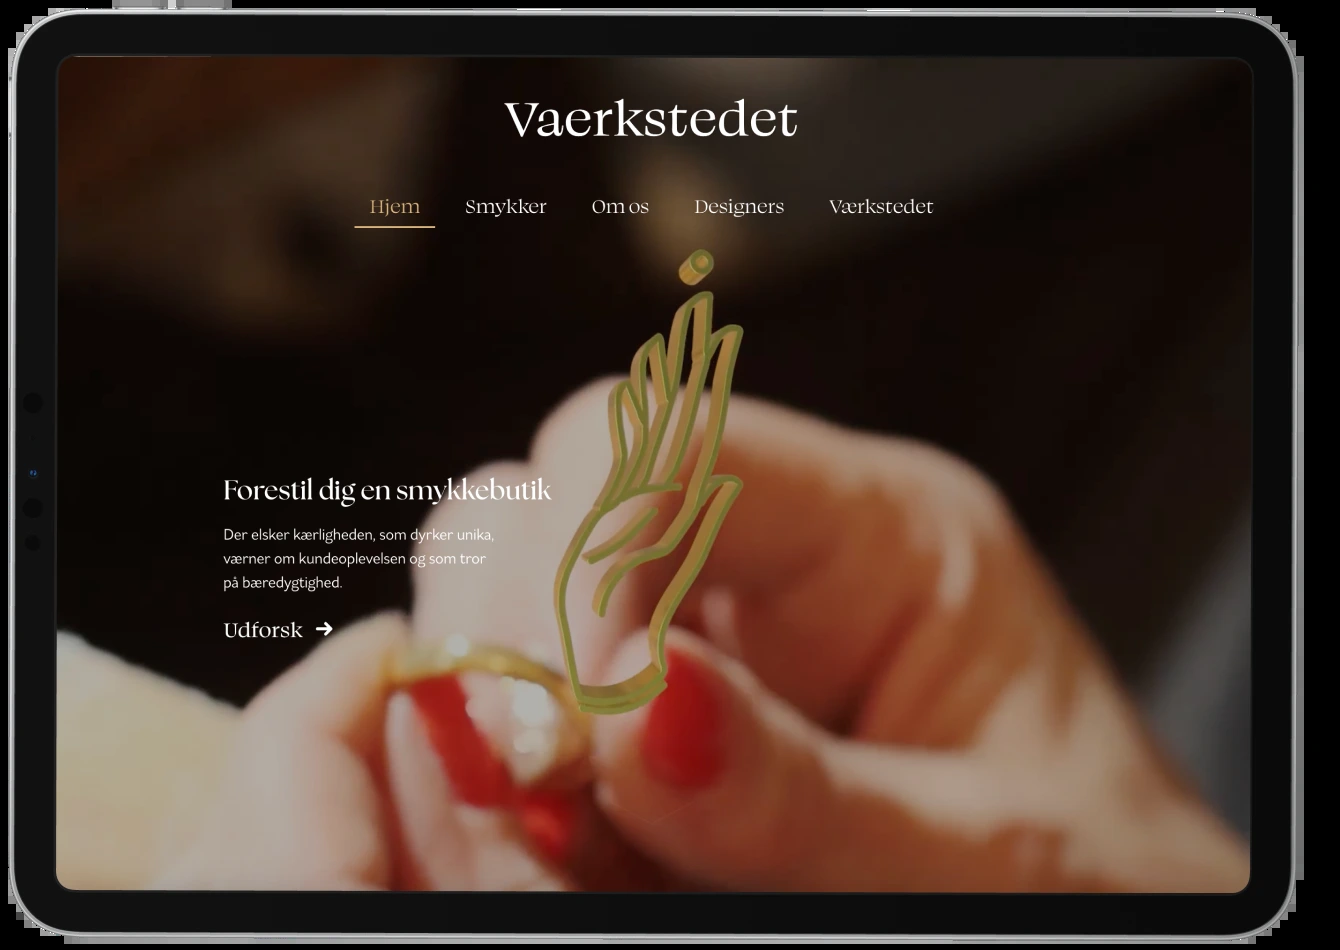 Vaerkstedet
Hjem Smykker Om os Designers Værkstedet
Forestil dig en smykkebutik
Der elsker kærligheden, som dyrker unika,
værner om kundeoplevelsen og som tror
på bæredygtighed.
Udforsk →